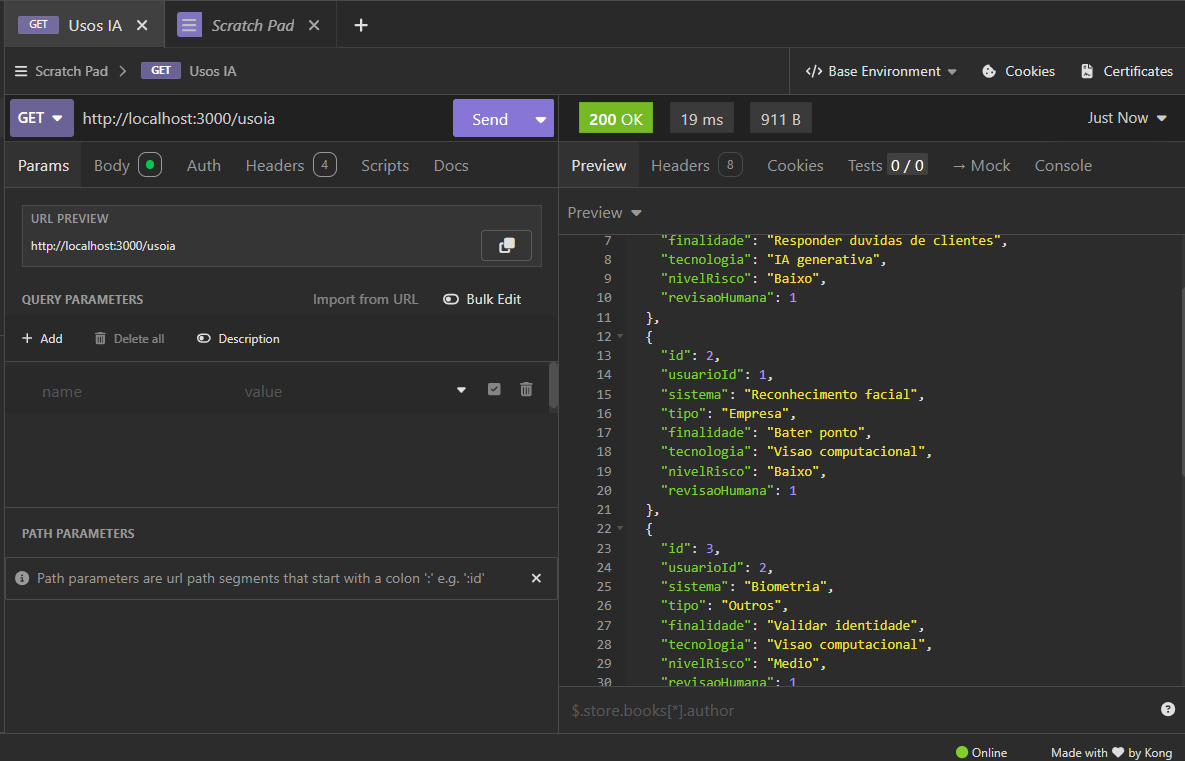 GET Usos IA Scratch Pad
Scratch Pad GET Usos IA
Base Environment Cookies Certificates
GET http://localhost:3000/usoia Send
200 OK 19 ms 911 B Just Now
Params Body Auth Headers 4 Scripts Docs
URL PREVIEW
http://localhost:3000/usoia
QUERY PARAMETERS Import from URL Bulk Edit
+ Add Delete all Description
name value
PATH PARAMETERS
Path parameters are url path segments that start with a colon ':' e.g. ':id'
Preview Headers 8 Cookies Tests 0 / 0 → Mock Console
Preview
7 "finalidade": "Responder duvidas de clientes",
8 "tecnologia": "IA generativa",
9 "nivelRisco": "Baixo",
10 "revisaoHumana": 1
11 },
12 {
13 "id": 2,
14 "usuarioId": 1,
15 "sistema": "Reconhecimento facial",
16 "tipo": "Empresa",
17 "finalidade": "Bater ponto",
18 "tecnologia": "Visao computacional",
19 "nivelRisco": "Baixo",
20 "revisaoHumana": 1
21 },
22 {
23 "id": 3,
24 "usuarioId": 2,
25 "sistema": "Biometria",
26 "tipo": "Outros",
27 "finalidade": "Validar identidade",
28 "tecnologia": "Visao computacional",
29 "nivelRisco": "Medio",
30 "revisaoHumana": 1
$.store.books[*].author
Online Made with ♥ by Kong